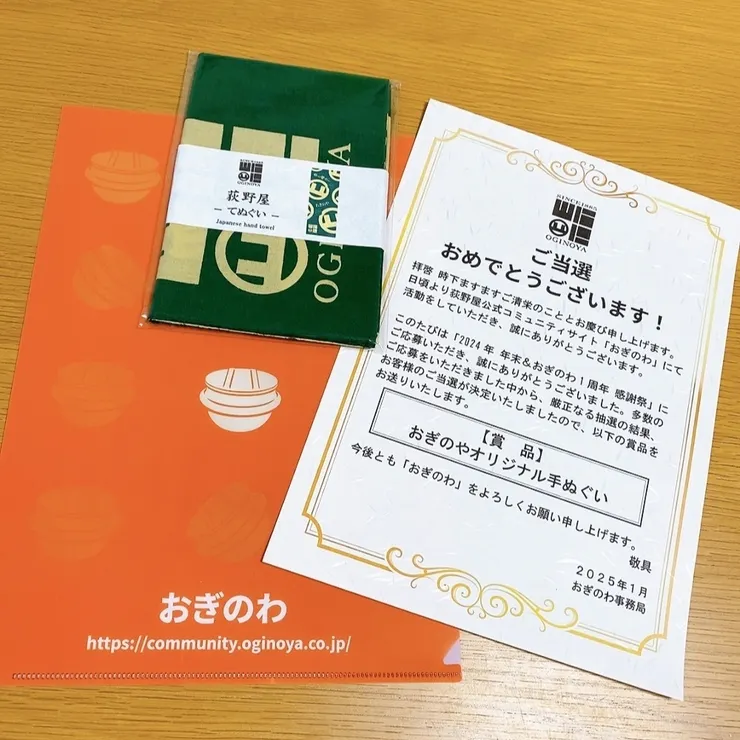 荻野屋
OGINOYA
荻野屋
―てぬぐい―
Japanese hand towel
OGI
YA
おぎのわ
https://community.oginoya.co.jp/
SINCE1885
荻野屋
OGINOYA
ご当選
おめでとうございます！
拝啓 時下ますますご清栄のこととお慶び申し上げます。
日頃より荻野屋公式コミュニティサイト「おぎのわ」にて
活動をしていただき、誠にありがとうございます。
このたびは「2024年 年末＆おぎのわ1周年 感謝祭」に
ご応募いただき、誠にありがとうございました。多数の
ご応募をいただきました中から、厳正なる抽選の結果、
お客様のご当選が決定いたしましたので、以下の賞品を
お送りいたします。
【賞　品】
おぎのやオリジナル手ぬぐい
今後とも「おぎのわ」をよろしくお願い申し上げます。
敬具
2025年1月
おぎのわ事務局